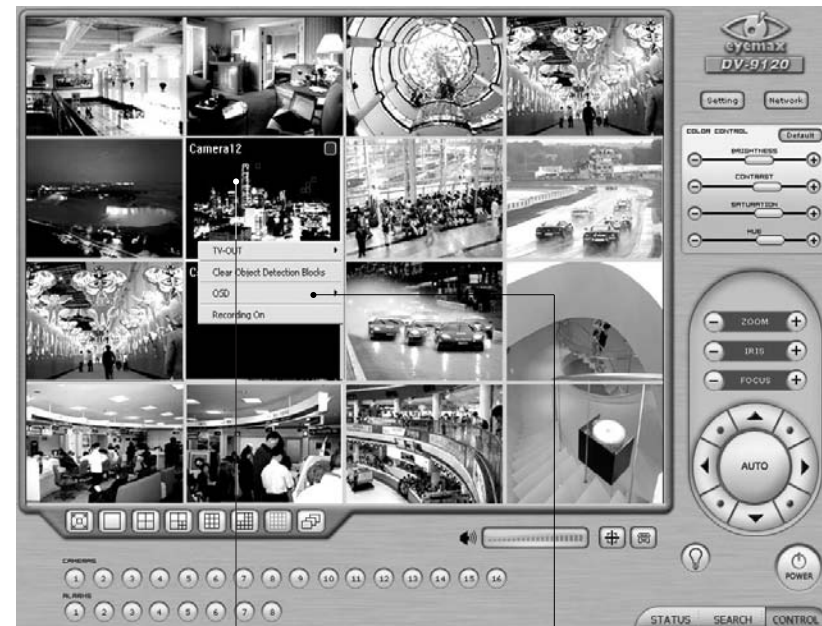 eyemax
DV-9120
Setting Network
COLOR CONTROL Default
BRIGHTNESS
CONTRAST
SATURATION
HUE
Camera12
TV-OUT
Clear Object Detection Blocks
OSD
Recording On
ZOOM
IRIS
FOCUS
AUTO
CAMERAS
1 2 3 4 5 6 7 8 9 10 11 12 13 14 15 16
ALARMS
1 2 3 4 5 6 7 8
POWER
STATUS SEARCH CONTROL